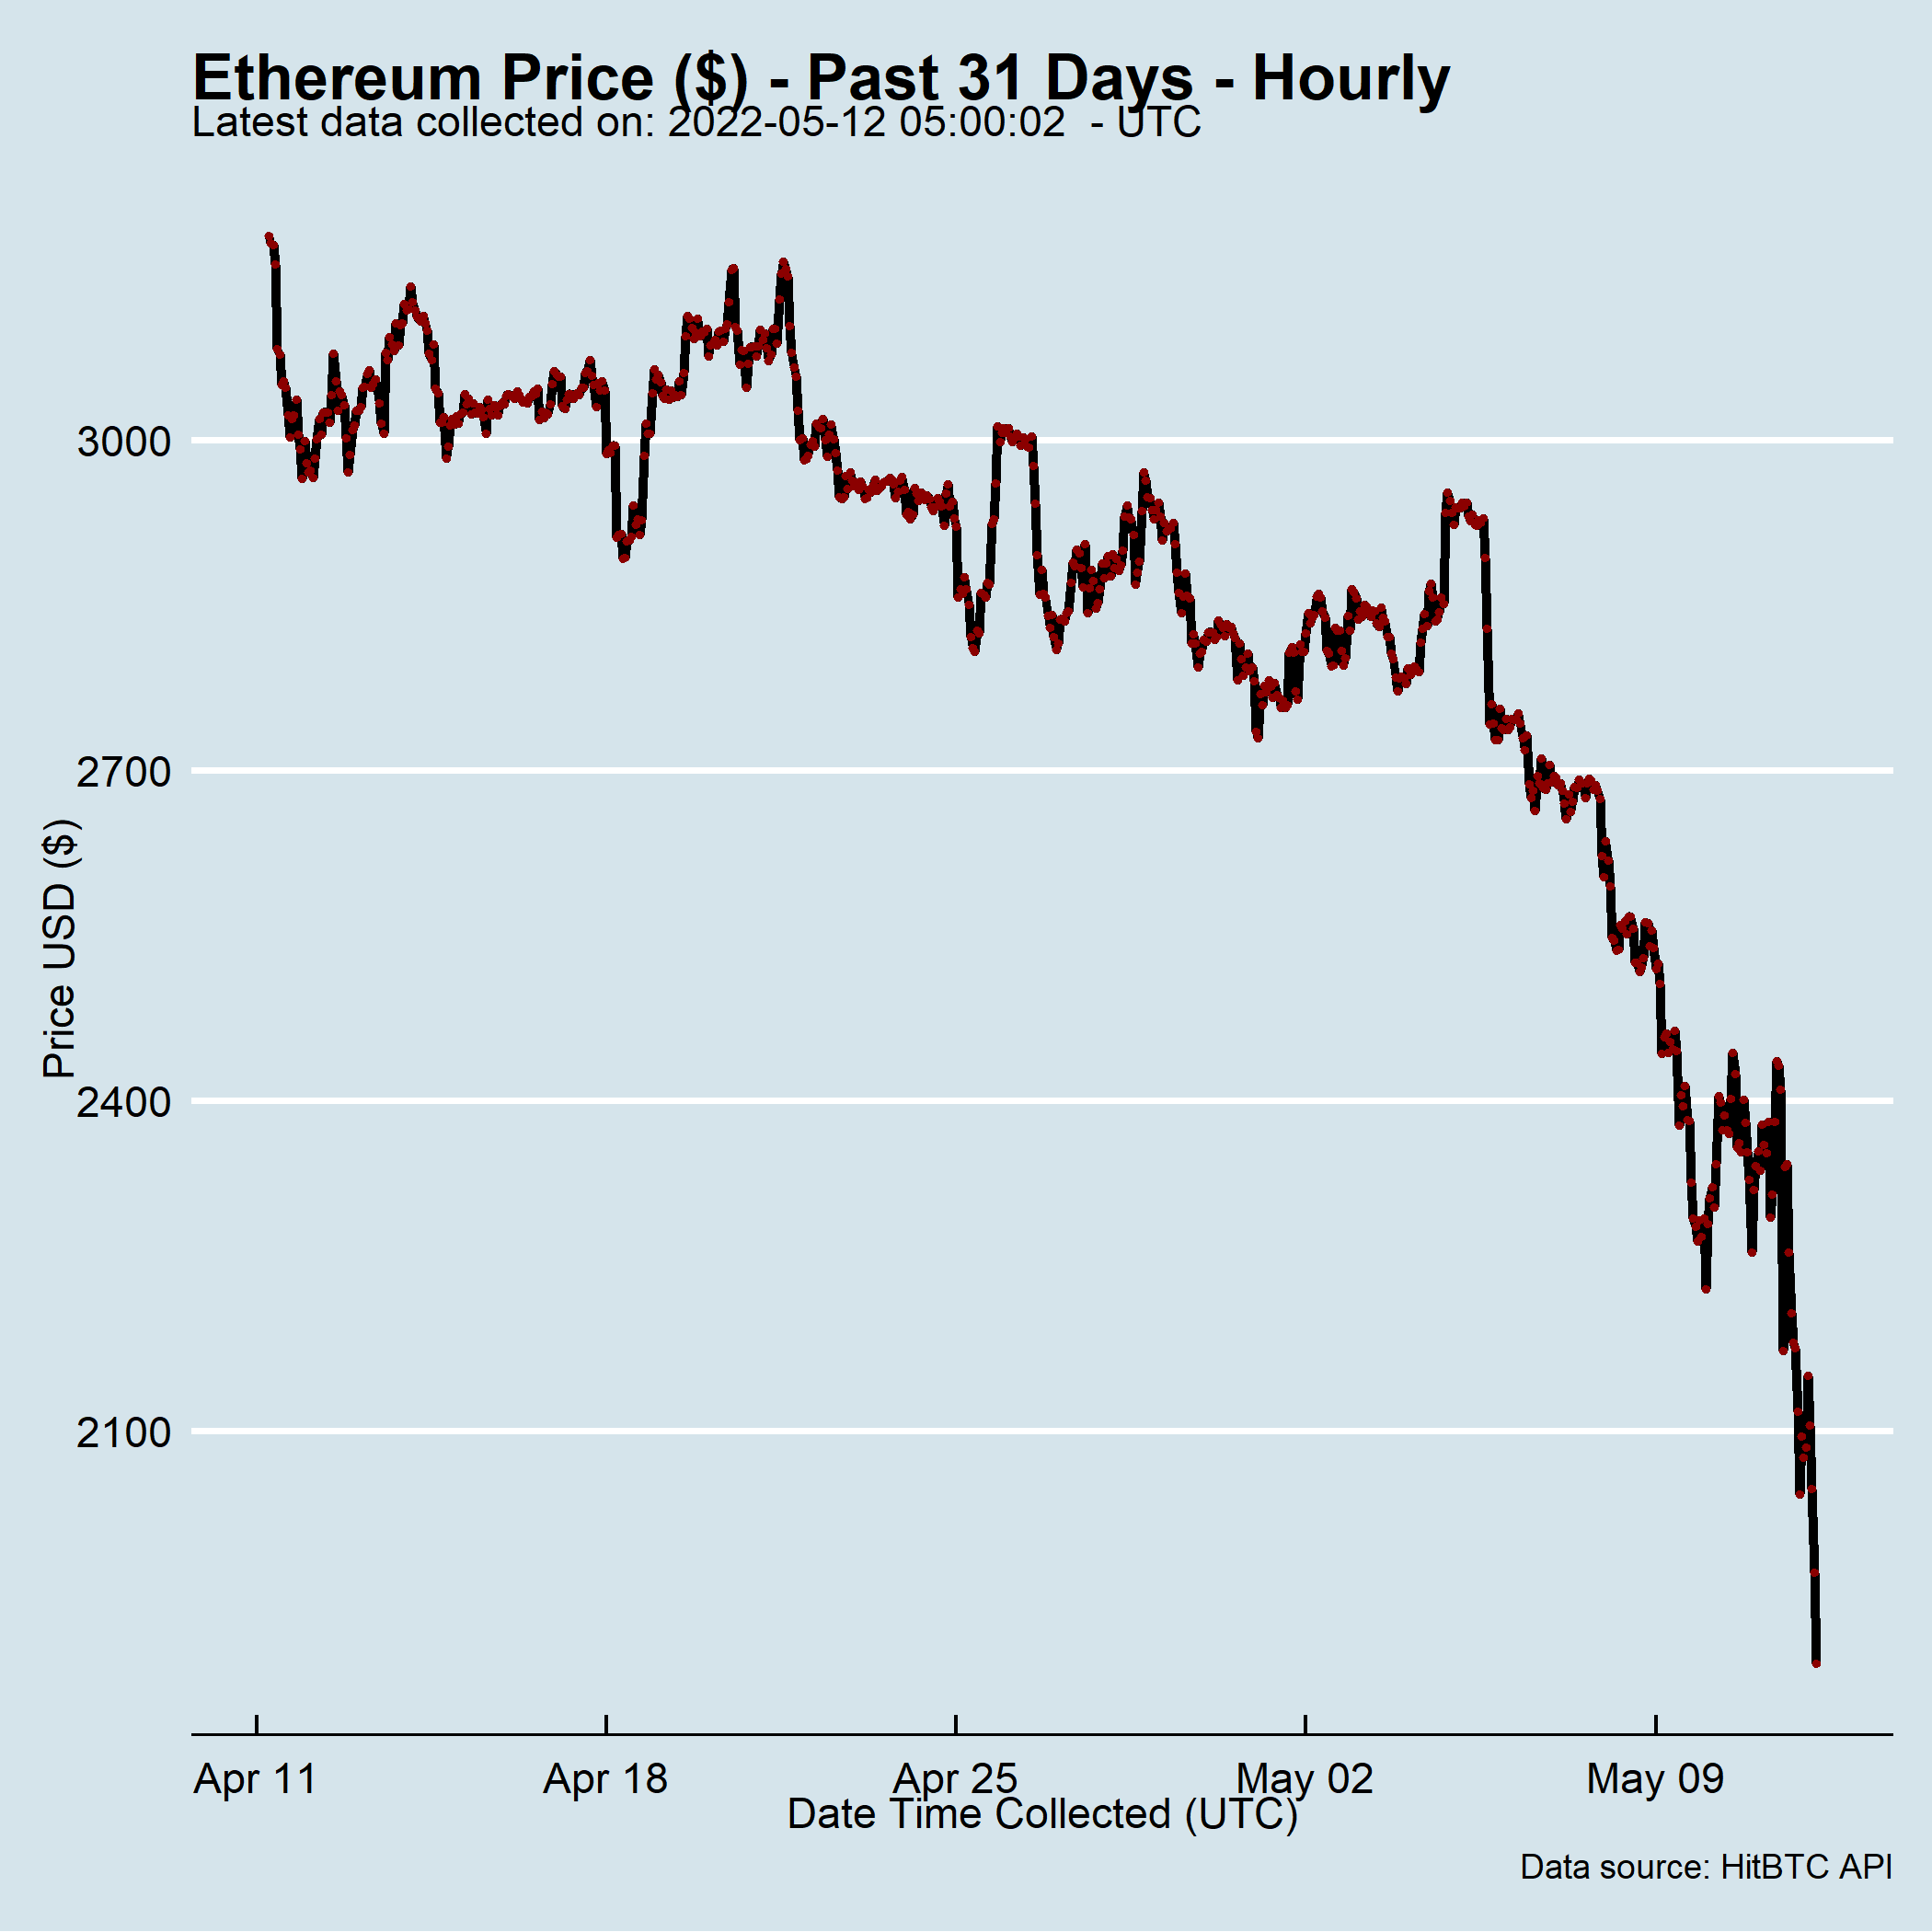 Ethereum Price ($) - Past 31 Days - Hourly
Latest data collected on: 2022-05-12 05:00:02  - UTC
3000
2700
2400
2100
Price USD ($)
Apr 11
Apr 18
Apr 25
May 02
May 09
Date Time Collected (UTC)
Data source: HitBTC API